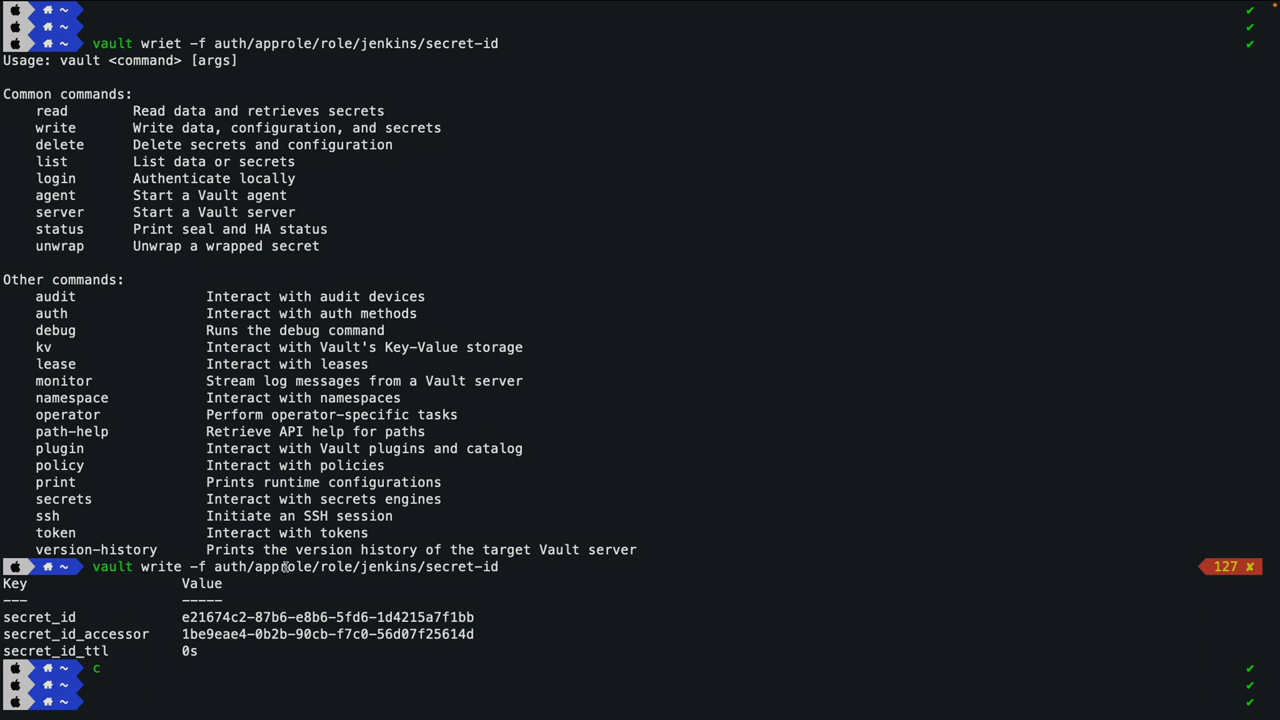 ~
~
~ vault wriet -f auth/approle/role/jenkins/secret-id
Usage: vault <command> [args]
Common commands:
read Read data and retrieves secrets
write Write data, configuration, and secrets
delete Delete secrets and configuration
list List data or secrets
login Authenticate locally
agent Start a Vault agent
server Start a Vault server
status Print seal and HA status
unwrap Unwrap a wrapped secret
Other commands:
audit Interact with audit devices
auth Interact with auth methods
debug Runs the debug command
kv Interact with Vault's Key-Value storage
lease Interact with leases
monitor Stream log messages from a Vault server
namespace Interact with namespaces
operator Perform operator-specific tasks
path-help Retrieve API help for paths
plugin Interact with Vault plugins and catalog
policy Interact with policies
print Prints runtime configurations
secrets Interact with secrets engines
ssh Initiate an SSH session
token Interact with tokens
version-history Prints the version history of the target Vault server
~ vault write -f auth/approle/role/jenkins/secret-id 127 ✘
Key Value
--- -----
secret_id e21674c2-87b6-e8b6-5fd6-1d4215a7f1bb
secret_id_accessor 1be9eae4-0b2b-90cb-f7c0-56d07f25614d
secret_id_ttl 0s
~ c
~
~